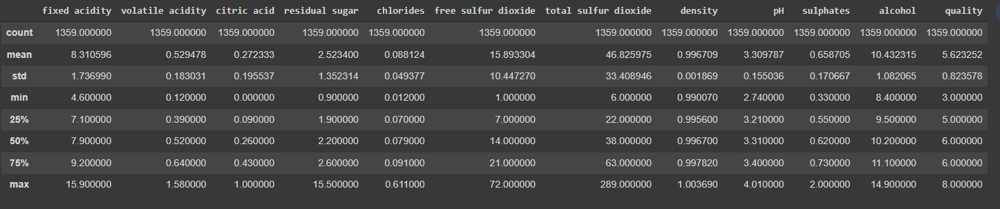 fixed acidity volatile acidity citric acid residual sugar chlorides free sulfur dioxide total sulfur dioxide density pH sulphates alcohol quality
count 1359.000000 1359.000000 1359.000000 1359.000000 1359.000000 1359.000000 1359.000000 1359.000000 1359.000000 1359.000000 1359.000000 1359.000000
mean 8.310596 0.529478 0.272333 2.523400 0.088124 15.893304 46.825975 0.996709 3.309787 0.658705 10.432315 5.623252
std 1.736990 0.183031 0.195537 1.352314 0.049377 10.447270 33.408946 0.001869 0.155036 0.170667 1.082065 0.823578
min 4.600000 0.120000 0.000000 0.900000 0.012000 1.000000 6.000000 0.990070 2.740000 0.330000 8.400000 3.000000
25% 7.100000 0.390000 0.090000 1.900000 0.070000 7.000000 22.000000 0.995600 3.210000 0.550000 9.500000 5.000000
50% 7.900000 0.520000 0.260000 2.200000 0.079000 14.000000 38.000000 0.996700 3.310000 0.620000 10.200000 6.000000
75% 9.200000 0.640000 0.430000 2.600000 0.091000 21.000000 63.000000 0.997820 3.400000 0.730000 11.100000 6.000000
max 15.900000 1.580000 1.000000 15.500000 0.611000 72.000000 289.000000 1.003690 4.010000 2.000000 14.900000 8.000000